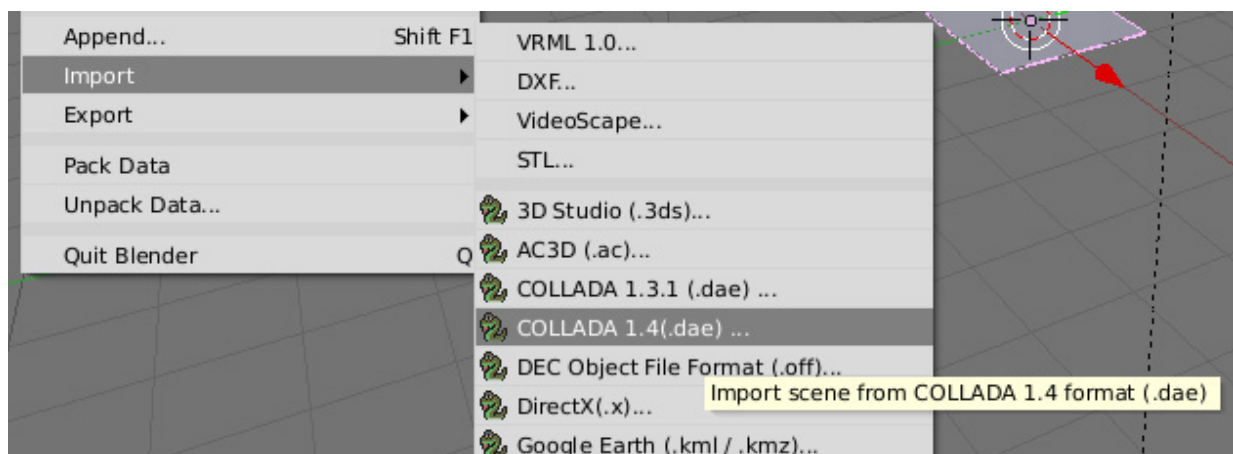 Append... Shift F1
Import
Export
Pack Data
Unpack Data...
Quit Blender Q
VRML 1.0...
DXF...
VideoScape...
STL...
3D Studio (.3ds)...
AC3D (.ac)...
COLLADA 1.3.1 (.dae) ...
COLLADA 1.4(.dae) ...
DEC Object File Format (.off)...
Import scene from COLLADA 1.4 format (.dae)
DirectX(.x)...
Google Earth (.kml / .kmz)...